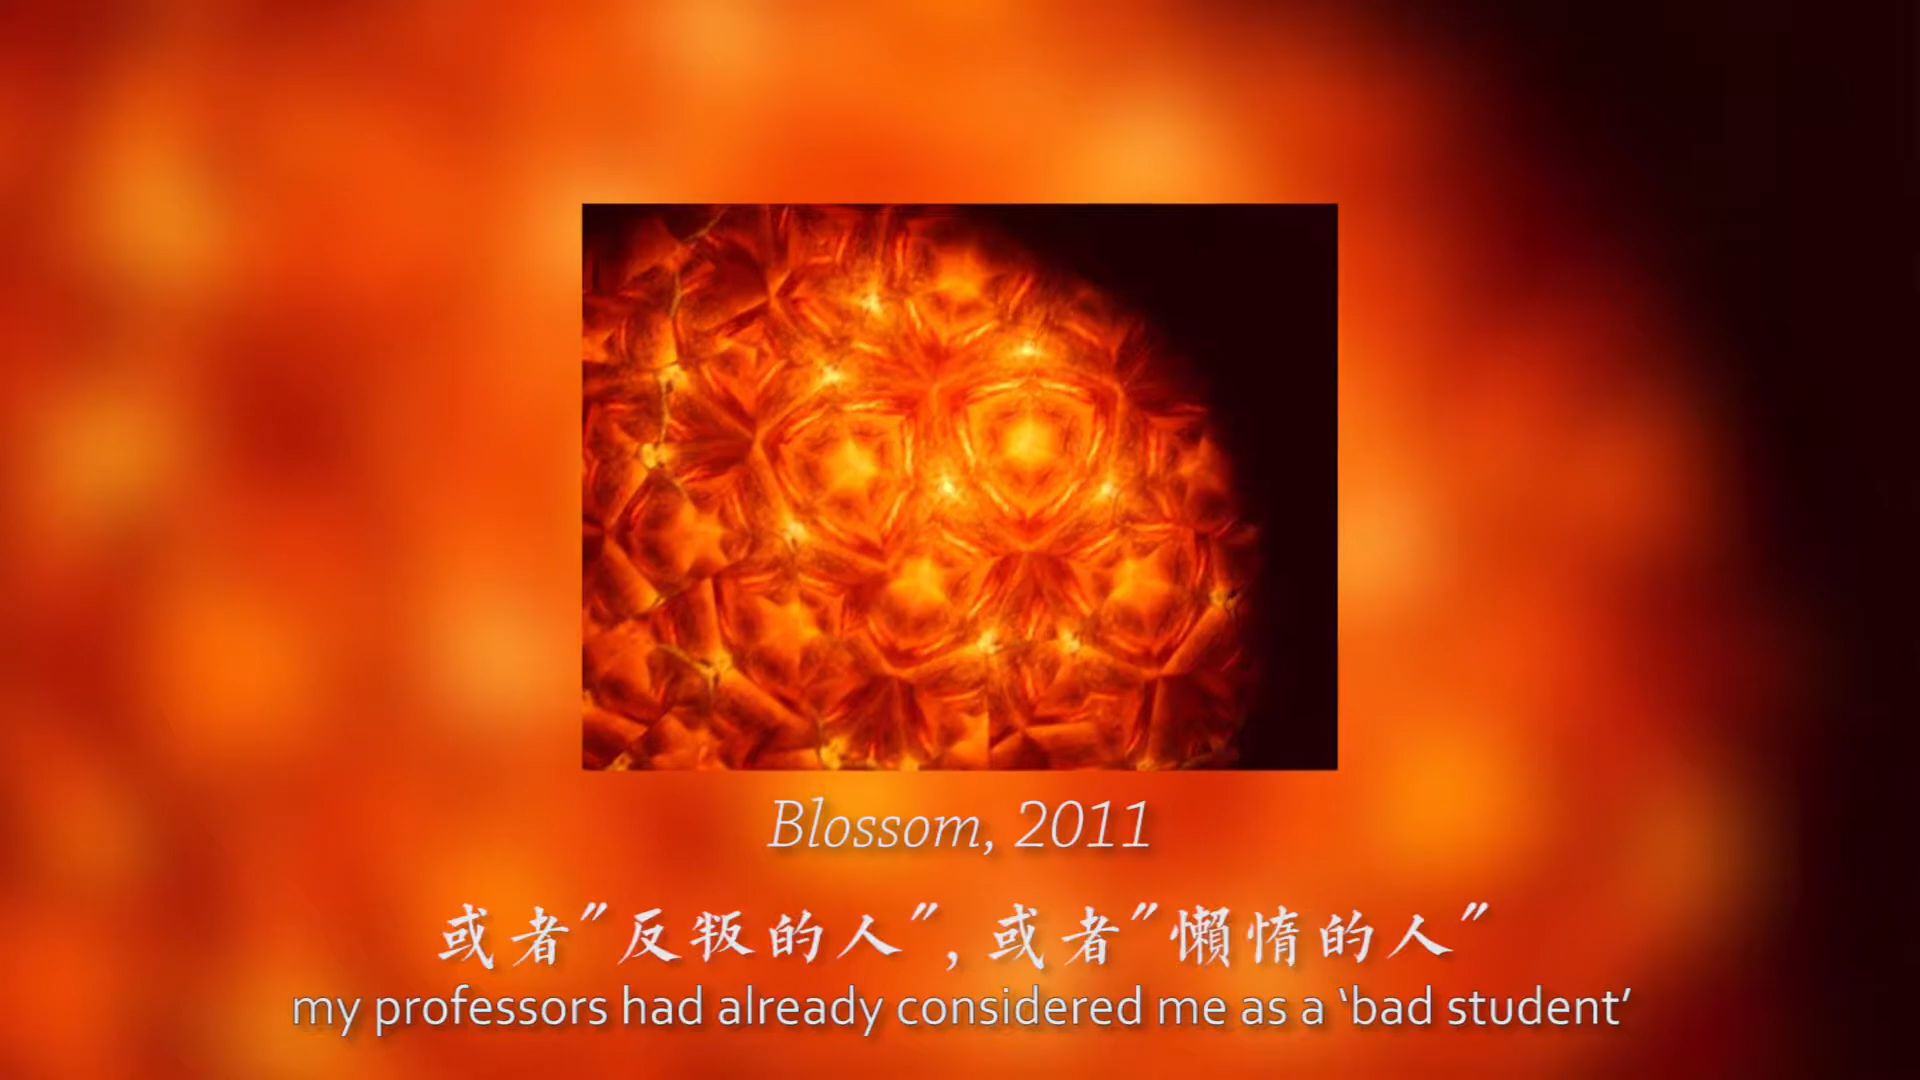 Blossom, 2011
或者"反叛的人", 或者"懶惰的人"
my professors had already considered me as a ‘bad student’